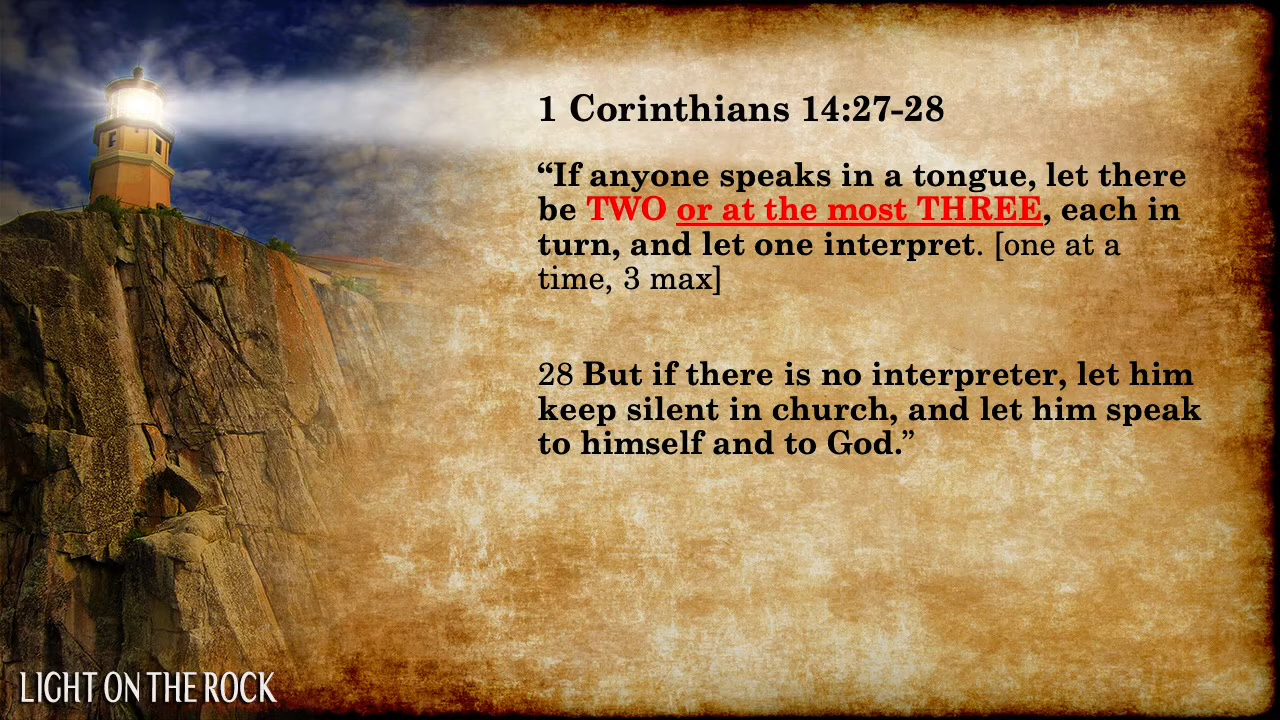 1 Corinthians 14:27-28
“If anyone speaks in a tongue, let there
be TWO or at the most THREE, each in
turn, and let one interpret. [one at a
time, 3 max]
28 But if there is no interpreter, let him
keep silent in church, and let him speak
to himself and to God.”
LIGHT ON THE ROCK